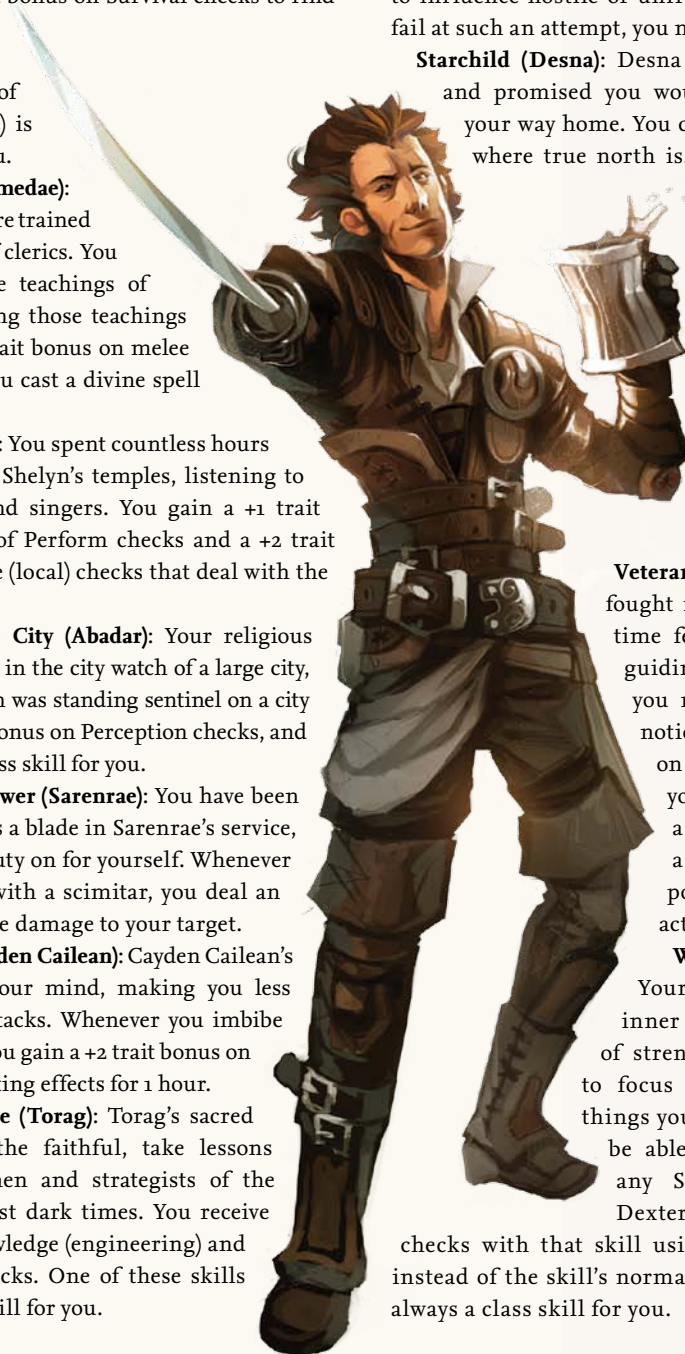 bonus on Survival checks to find
of
) is
u.
medae):
re trained
f clerics. You
e teachings of
ng those teachings
ait bonus on melee
u cast a divine spell
: You spent countless hours
Shelyn's temples, listening to
nd singers. You gain a +1 trait
of Perform checks and a +2 trait
e (local) checks that deal with the
City (Abadar): Your religious
in the city watch of a large city,
n was standing sentinel on a city
onus on Perception checks, and
ss skill for you.
wer (Sarenrae): You have been
s a blade in Sarenrae's service,
uty on for yourself. Whenever
with a scimitar, you deal an
e damage to your target.
den Cailean): Cayden Cailean's
our mind, making you less
tacks. Whenever you imbibe
ou gain a +2 trait bonus on
ting effects for 1 hour.
e (Torag): Torag's sacred
the faithful, take lessons
men and strategists of the
st dark times. You receive
wledge (engineering) and
cks. One of these skills
ill for you.
to influence hostile or
fail at such an attempt, you
Starchild (Desna): Desna
and promised you wou
your way home. You c
where true north is.
Veteran
fought
time fo
guidin
you
notic
on
yo
a
a
po
act
W
Your
inner
of stren
to focus
things you
be able
any S
Dexter
checks with that skill usi
instead of the skill's norma
always a class skill for you.